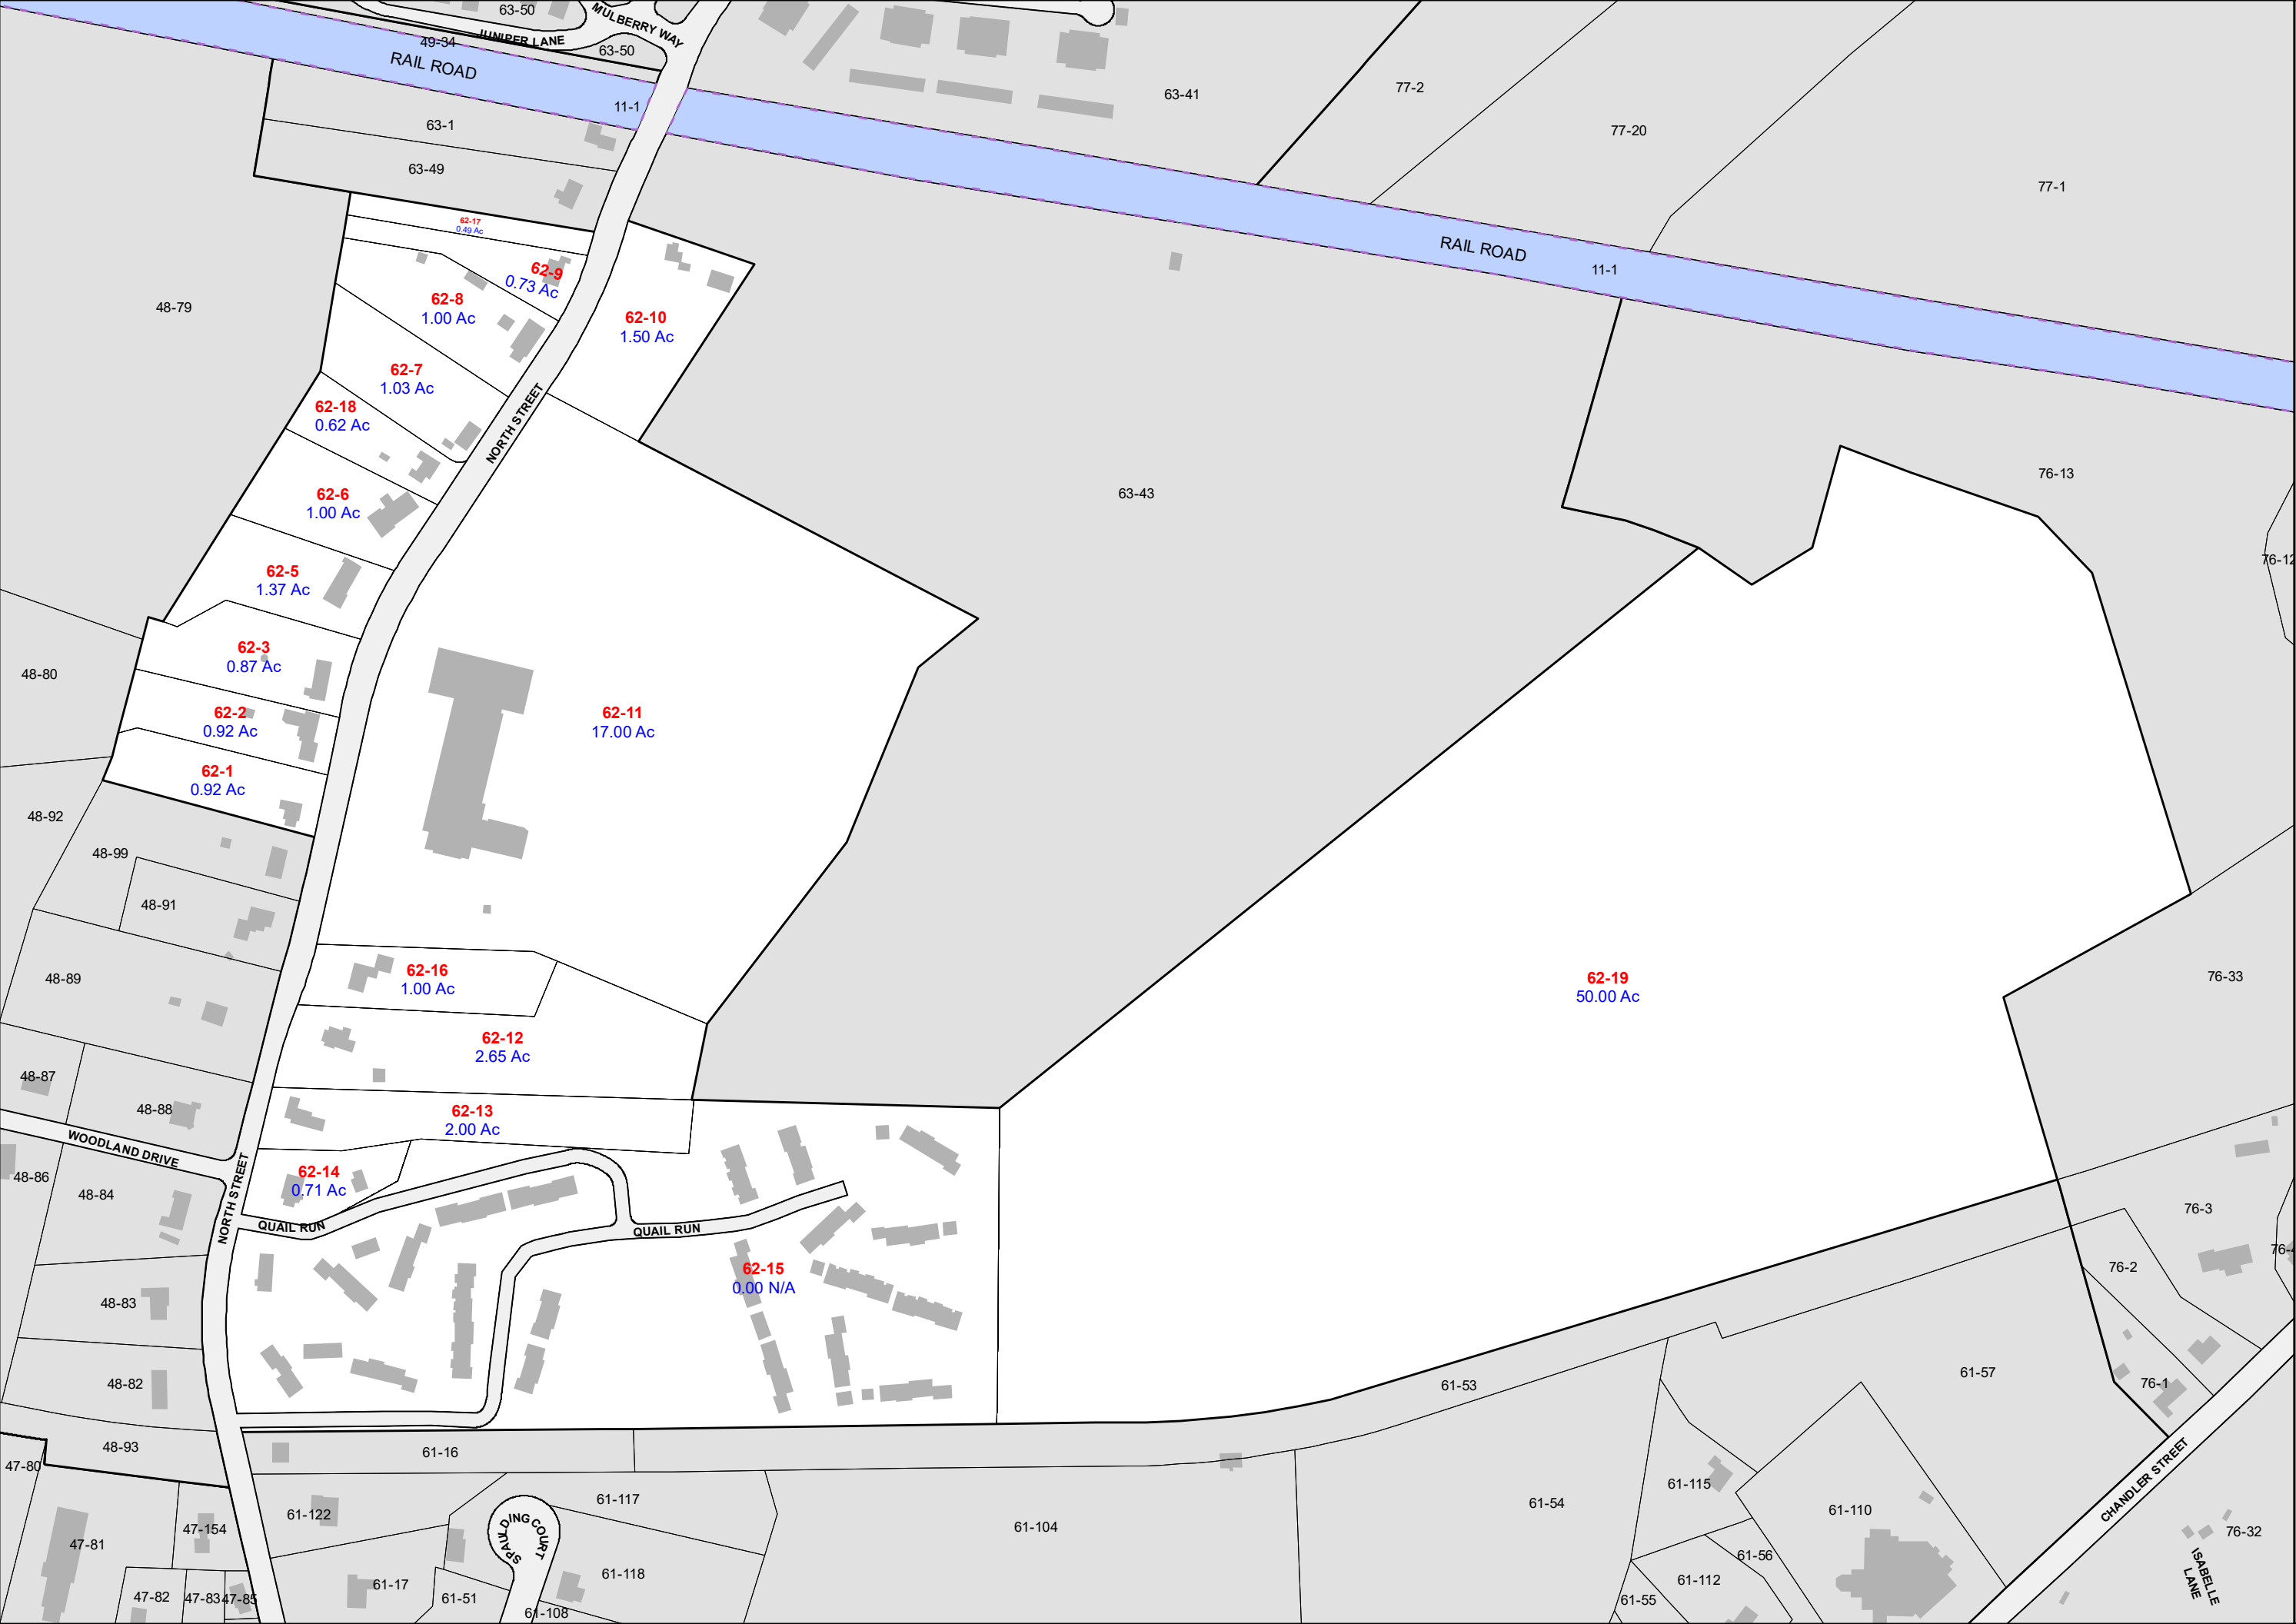 63-50
MULBERRY WAY
JUNIPER LANE
49-34
63-50
RAIL ROAD
11-1
63-41
77-2
77-20
77-1
63-1
63-49
62-17
0.49 Ac
RAIL ROAD
11-1
62-9
0.73 Ac
48-79
62-8
1.00 Ac
62-10
1.50 Ac
62-7
1.03 Ac
62-18
0.62 Ac
NORTH STREET
62-6
1.00 Ac
63-43
76-13
76-12
62-5
1.37 Ac
62-3
0.87 Ac
48-80
62-2
0.92 Ac
62-11
17.00 Ac
62-1
0.92 Ac
48-92
48-99
48-91
48-89
62-16
1.00 Ac
62-19
50.00 Ac
76-33
62-12
2.65 Ac
48-87
48-88
62-13
2.00 Ac
WOODLAND DRIVE
48-86
48-84
62-14
0.71 Ac
NORTH STREET
QUAIL RUN
QUAIL RUN
76-3
76-4
76-2
62-15
0.00 N/A
48-83
48-82
61-53
61-57
76-1
48-93
61-16
47-80
61-115
61-54
61-110
CHANDLER STREET
61-117
61-122
61-104
SPAULDING COURT
47-154
47-81
76-32
61-56
61-118
61-112
61-17
61-51
61-55
47-82
47-83
47-85
61-108
ISABELLE
LANE